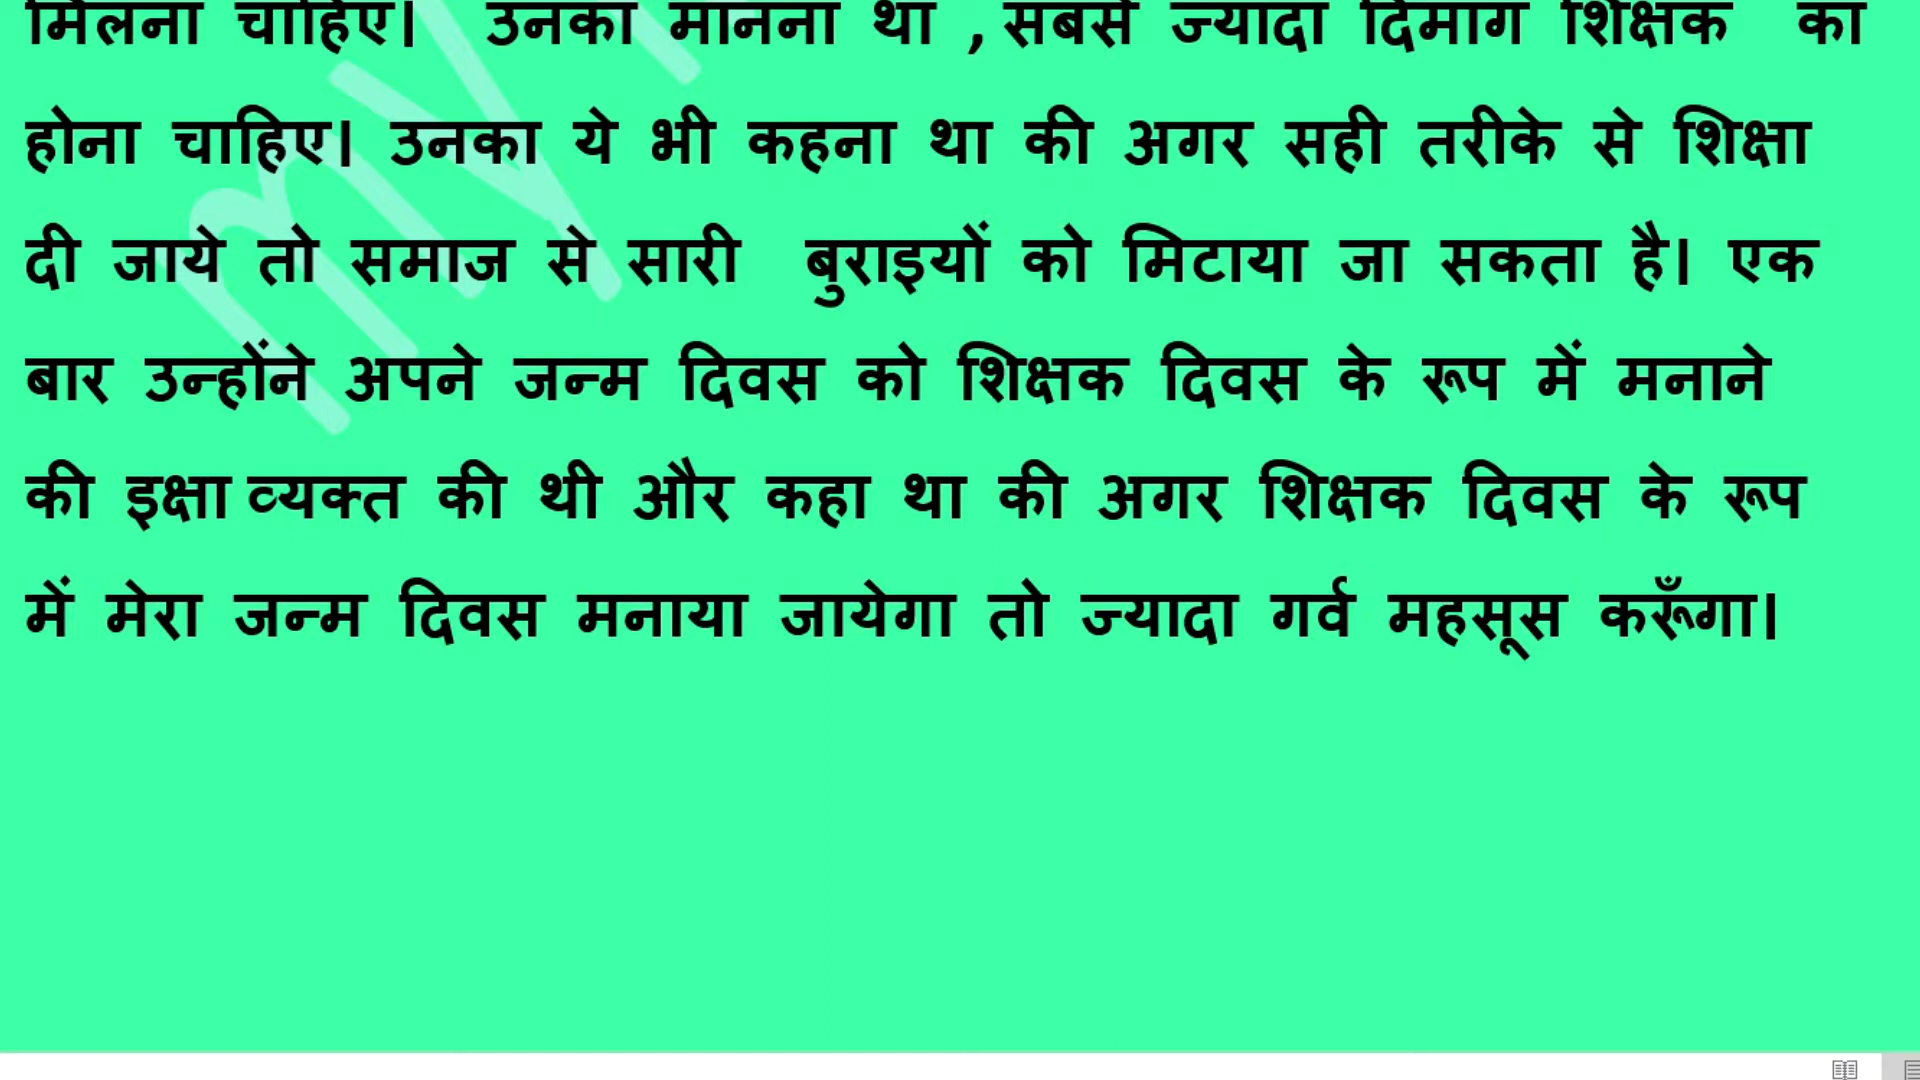 मिलना चाहिए। उनका मानना था ,सबसे ज्यादा दिमाग शिक्षक का
होना चाहिए। उनका ये भी कहना था की अगर सही तरीके से शिक्षा
दी जाये तो समाज से सारी बुराइयों को मिटाया जा सकता है। एक
बार उन्होंने अपने जन्म दिवस को शिक्षक दिवस के रूप में मनाने
की इक्षा व्यक्त की थी और कहा था की अगर शिक्षक दिवस के रूप
में मेरा जन्म दिवस मनाया जायेगा तो ज्यादा गर्व महसूस करूँगा।
my